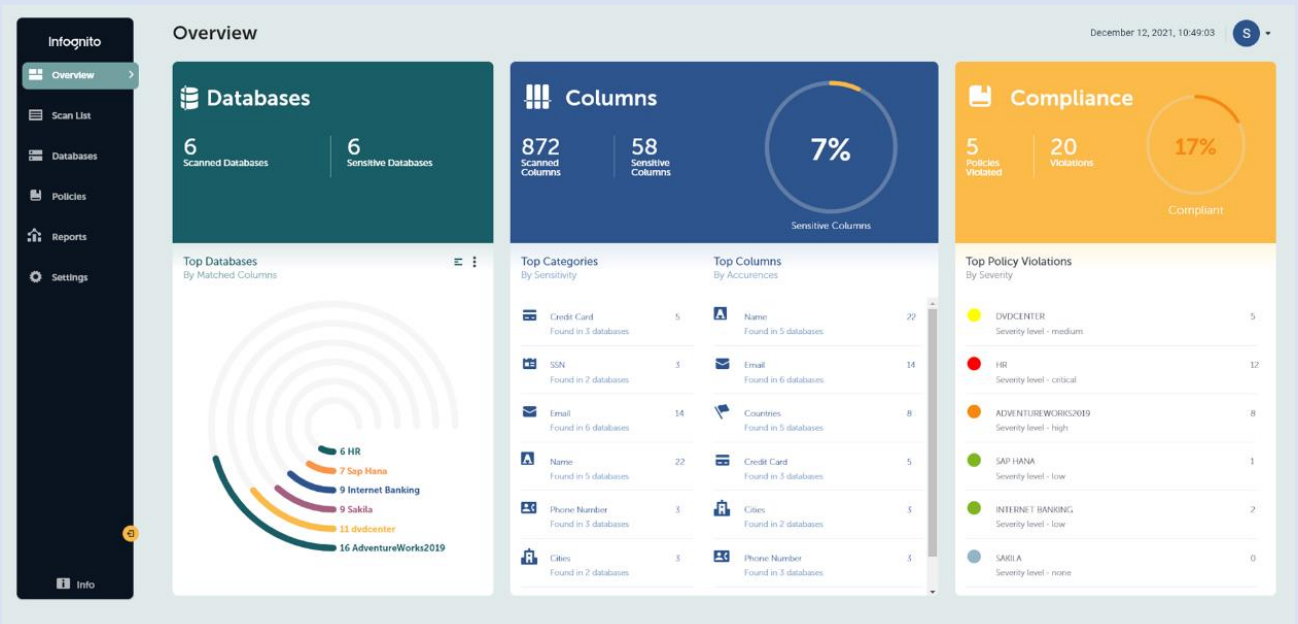 Infognito
Overview
Scan List
Databases
Policies
Reports
Settings
Info
Overview
December 12, 2021, 10:49:03
S
Databases
6
Scanned Databases
6
Sensitive Databases
Top Databases
By Matched Columns
6 HR
7 Sap Hana
9 Internet Banking
9 Sakila
11 dvdcenter
16 AdventureWorks2019
Columns
872
Scanned
Columns
58
Sensitive
Columns
7%
Sensitive Columns
Top Categories
By Sensitivity
Credit Card 5
Found in 3 databases
SSN 3
Found in 2 databases
Email 14
Found in 6 databases
Name 22
Found in 5 databases
Phone Number 3
Found in 3 databases
Cities 3
Found in 2 databases
Top Columns
By Accurences
Name 22
Found in 5 databases
Email 14
Found in 6 databases
Countries 8
Found in 5 databases
Credit Card 5
Found in 3 databases
Cities 3
Found in 2 databases
Phone Number 3
Found in 3 databases
Compliance
5
Policies
Violated
20
Violations
17%
Compliant
Top Policy Violations
By Severity
DVDCENTER 5
Severity level - medium
HR 12
Severity level - critical
ADVENTUREWORKS2019 8
Severity level - high
SAP HANA 1
Severity level - low
INTERNET BANKING 2
Severity level - low
SAKILA 0
Severity level - none